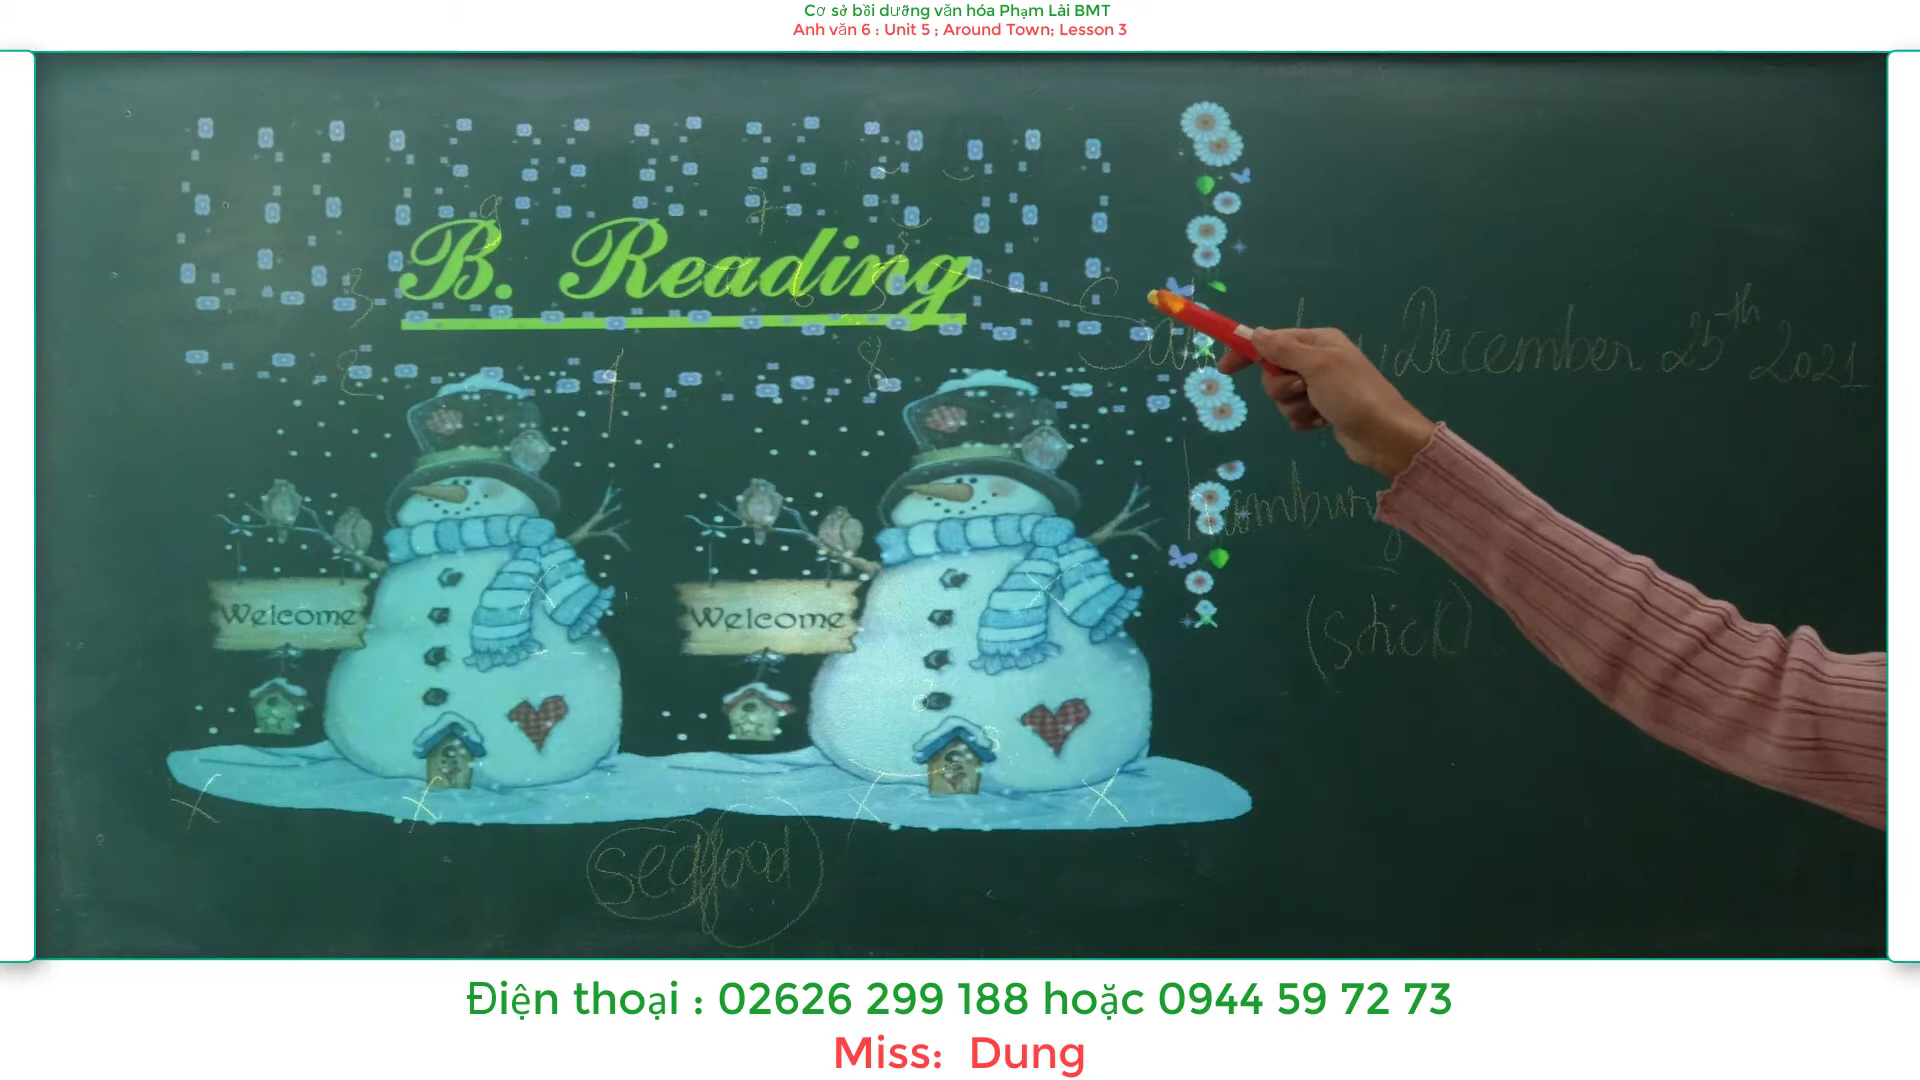 Cơ sở bồi dưỡng văn hóa Phạm Lài BMT
Anh văn 6 : Unit 5 ; Around Town; Lesson 3
B. Reading
December 25th 2021
Welcome
Welcome
(stick)
seafood
Điện thoại : 02626 299 188 hoặc 0944 59 72 73
Miss: Dung